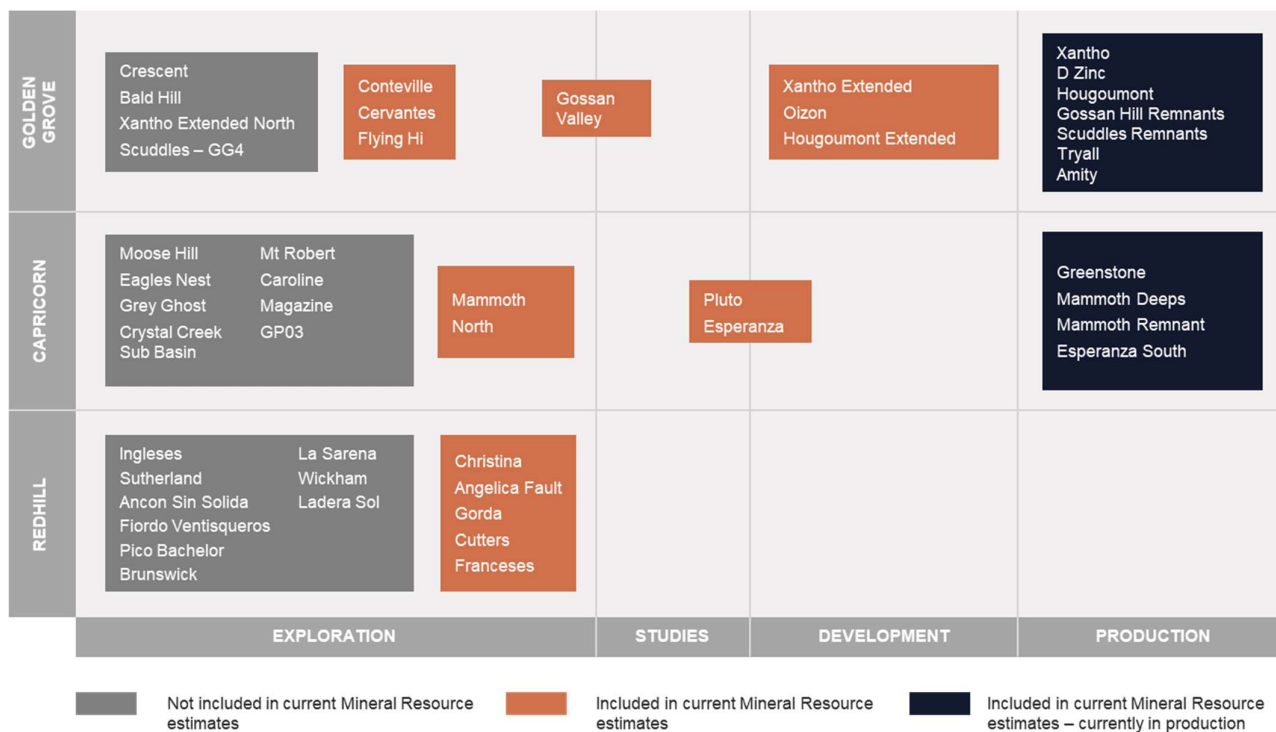 GOLDEN
GROVE
Crescent
Bald Hill
Xantho Extended North
Scuddles – GG4
Conteville
Cervantes
Flying Hi
Gossan
Valley
Xantho Extended
Oizon
Hougoumont Extended
Xantho
D Zinc
Hougoumont
Gossan Hill Remnants
Scuddles Remnants
Tryall
Amity
CAPRICORN
Moose Hill
Eagles Nest
Grey Ghost
Crystal Creek
Sub Basin
Mt Robert
Caroline
Magazine
GP03
Mammoth
North
Pluto
Esperanza
Greenstone
Mammoth Deeps
Mammoth Remnant
Esperanza South
REDHILL
Ingleses
Sutherland
Ancon Sin Solida
Fiordo Ventisqueros
Pico Bachelor
Brunswick
La Sarena
Wickham
Ladera Sol
Christina
Angelica Fault
Gorda
Cutters
Franceses
EXPLORATION
STUDIES
DEVELOPMENT
PRODUCTION
Not included in current Mineral Resource
estimates
Included in current Mineral Resource
estimates
Included in current Mineral Resource
estimates – currently in production